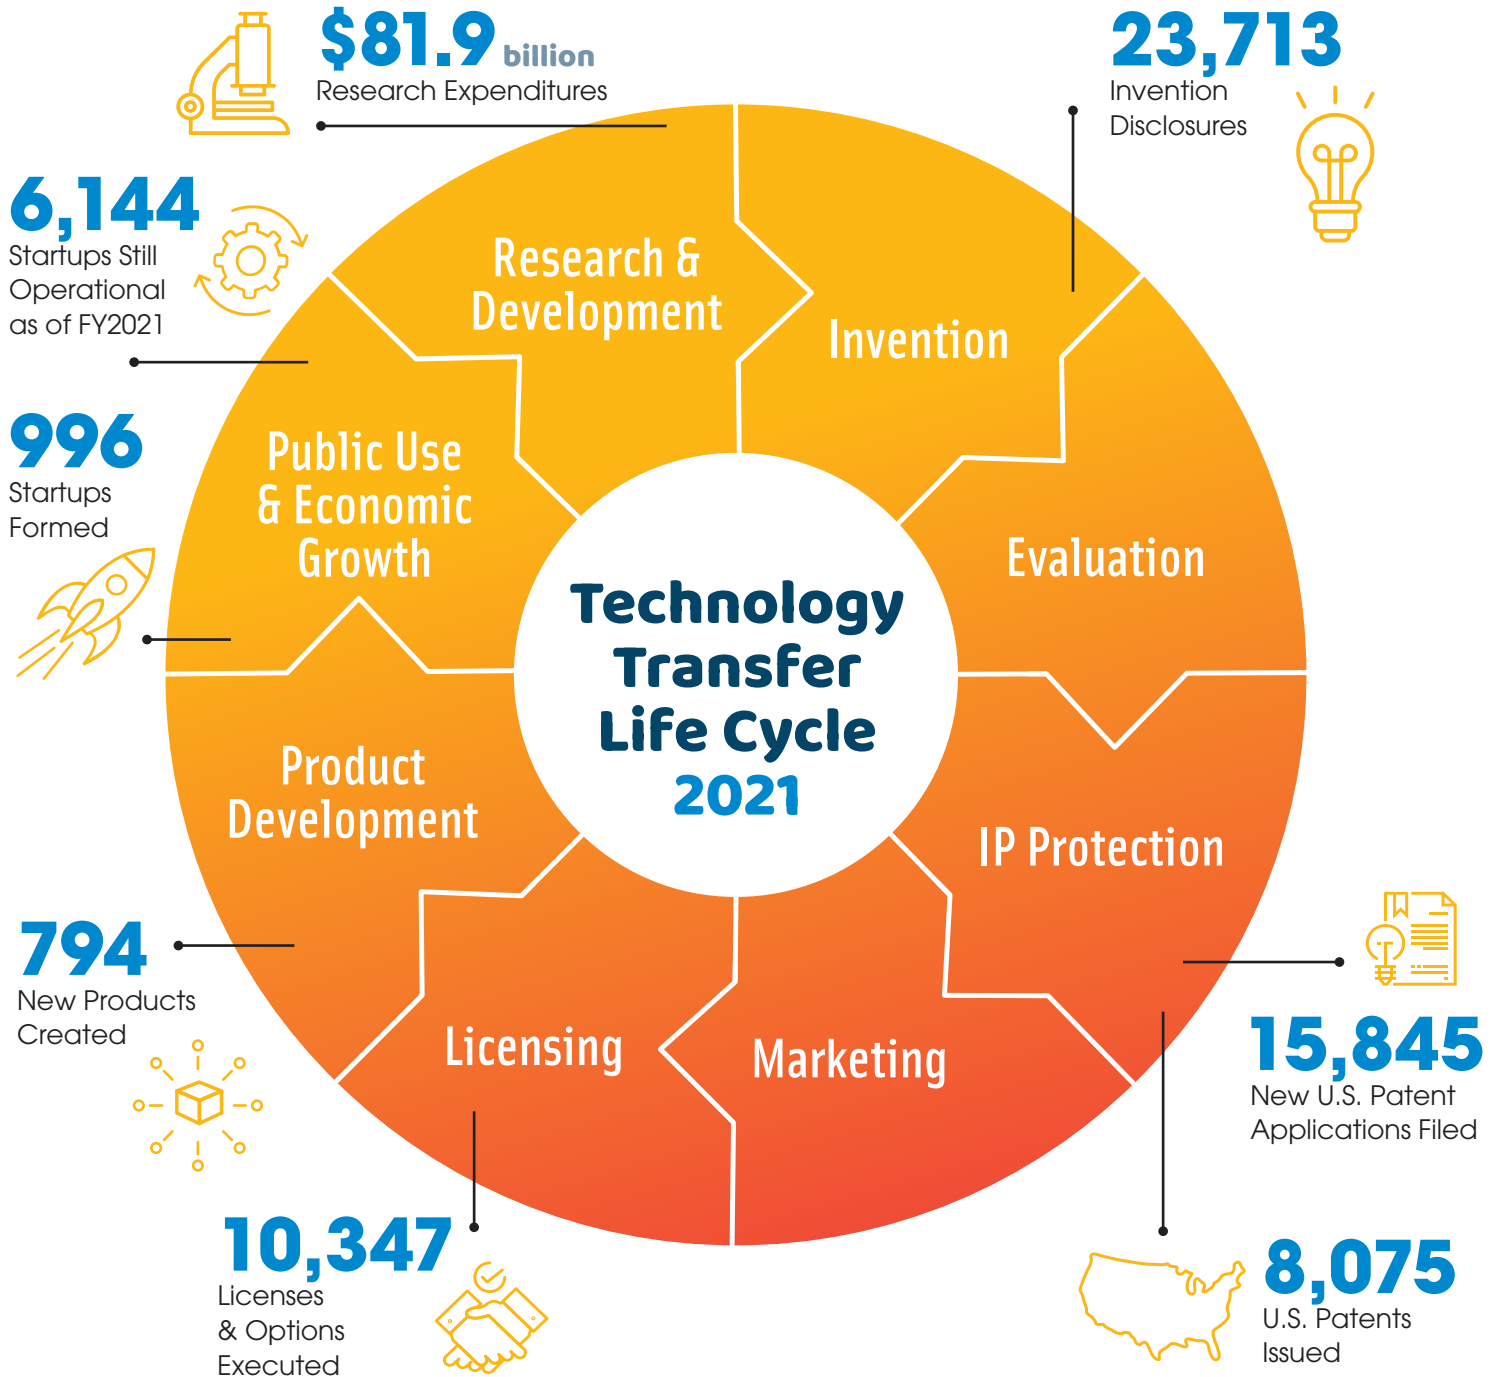 $81.9 billion
Research Expenditures
23,713
Invention
Disclosures
6,144
Startups Still
Operational
as of FY2021
996
Startups
Formed
Research &
Development
Invention
Public Use
& Economic
Growth
Evaluation
Technology
Transfer
Life Cycle
2021
Product
Development
IP Protection
Licensing
Marketing
794
New Products
Created
15,845
New U.S. Patent
Applications Filed
10,347
Licenses
& Options
Executed
8,075
U.S. Patents
Issued